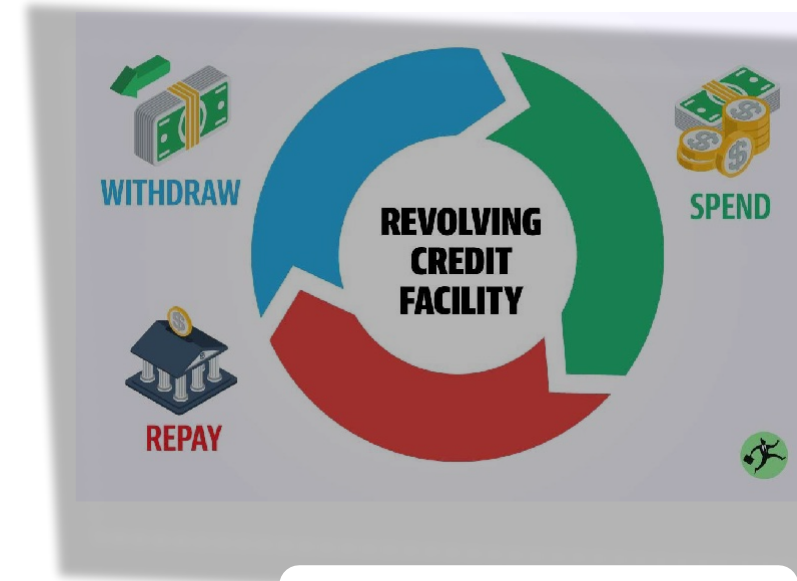 WITHDRAW
SPEND
REVOLVING
CREDIT
FACILITY
REPAY